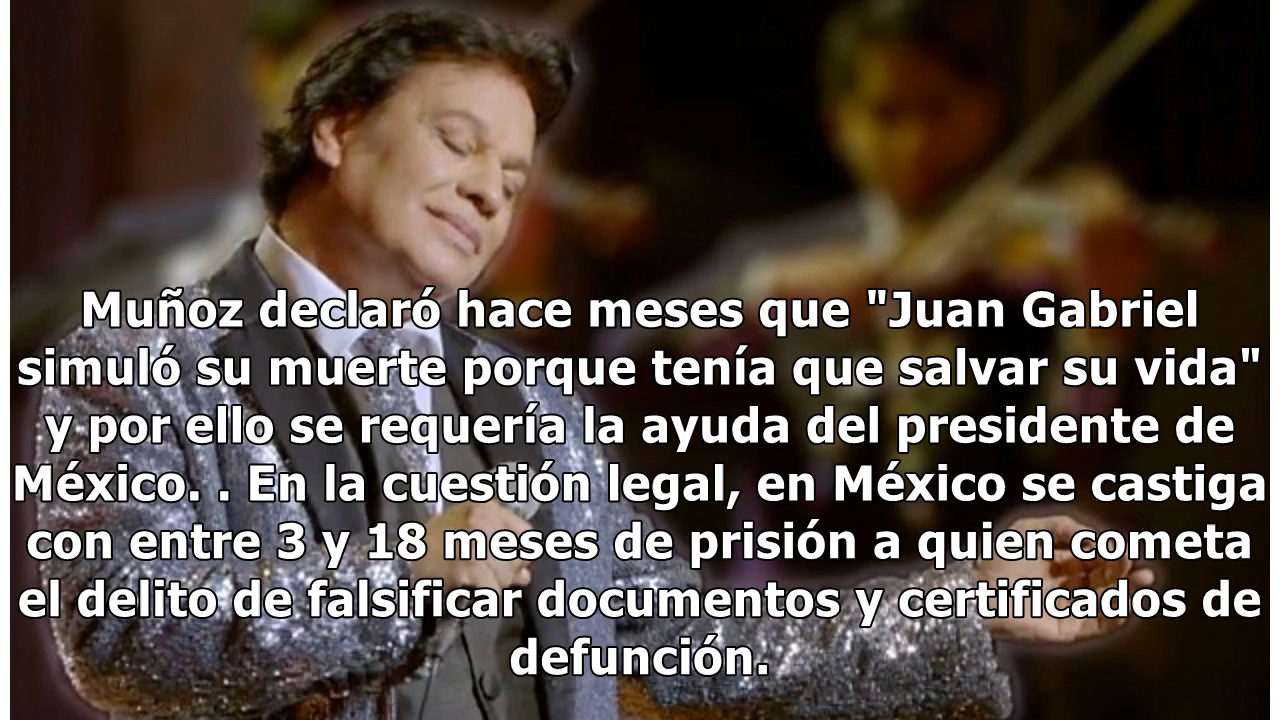 Muñoz declaró hace meses que "Juan Gabriel
simuló su muerte porque tenía que salvar su vida"
y por ello se requería la ayuda del presidente de
México. . En la cuestión legal, en México se castiga
con entre 3 y 18 meses de prisión a quien cometa
el delito de falsificar documentos y certificados de
defunción.